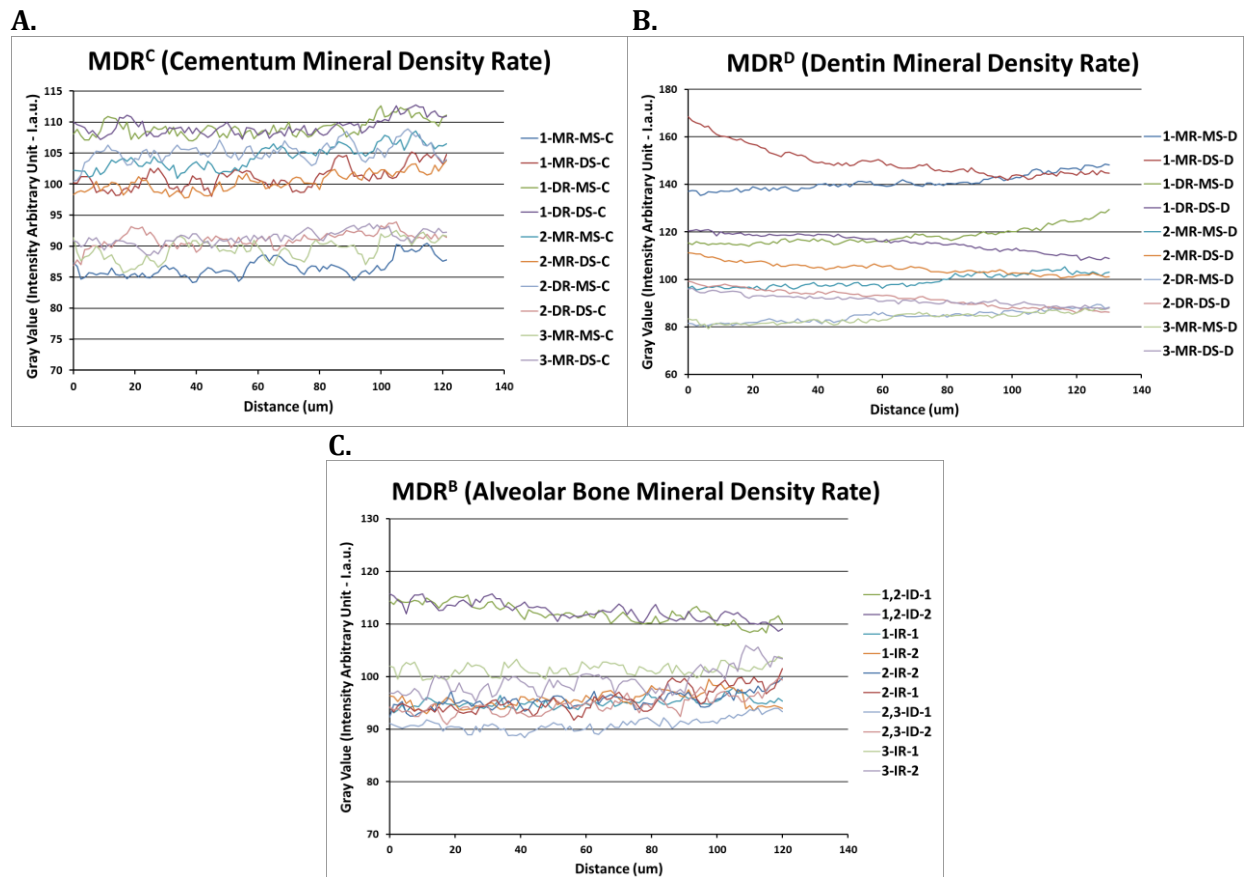 A.
MDRᶜ (Cementum Mineral Density Rate)
Gray Value (Intensity Arbitrary Unit - I.a.u.)
115
110
105
100
95
90
85
80
75
70
0 20 40 60 80 100 120 140
Distance (um)
1-MR-MS-C
1-MR-DS-C
1-DR-MS-C
1-DR-DS-C
2-MR-MS-C
2-MR-DS-C
2-DR-MS-C
2-DR-DS-C
3-MR-MS-C
3-MR-DS-C
B.
MDRᴰ (Dentin Mineral Density Rate)
Gray Value (Intensity Arbitrary Unit - I.a.u.)
180
160
140
120
100
80
60
0 20 40 60 80 100 120 140
Distance (um)
1-MR-MS-D
1-MR-DS-D
1-DR-MS-D
1-DR-DS-D
2-MR-MS-D
2-MR-DS-D
2-DR-MS-D
2-DR-DS-D
3-MR-MS-D
3-MR-DS-D
C.
MDRᴮ (Alveolar Bone Mineral Density Rate)
Gray Value (Intensity Arbitrary Unit - I.a.u.)
130
120
110
100
90
80
70
0 20 40 60 80 100 120 140
Distance (um)
1,2-ID-1
1,2-ID-2
1-IR-1
1-IR-2
2-IR-2
2-IR-1
2,3-ID-1
2,3-ID-2
3-IR-1
3-IR-2